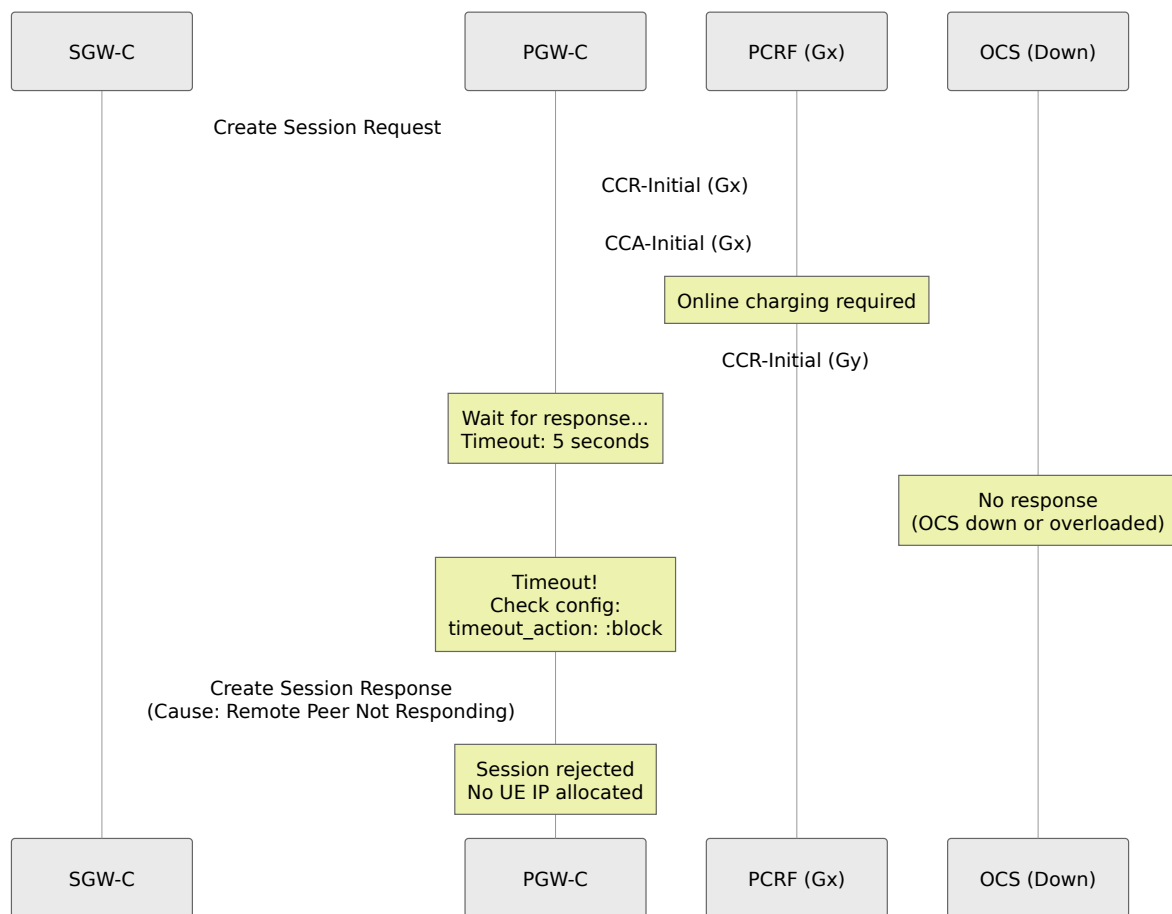 SGW-C
PGW-C
PCRF (Gx)
OCS (Down)
Create Session Request
CCR-Initial (Gx)
CCA-Initial (Gx)
Online charging required
CCR-Initial (Gy)
Wait for response...
Timeout: 5 seconds
No response
(OCS down or overloaded)
Timeout!
Check config:
timeout_action: :block
Create Session Response
(Cause: Remote Peer Not Responding)
Session rejected
No UE IP allocated
SGW-C
PGW-C
PCRF (Gx)
OCS (Down)